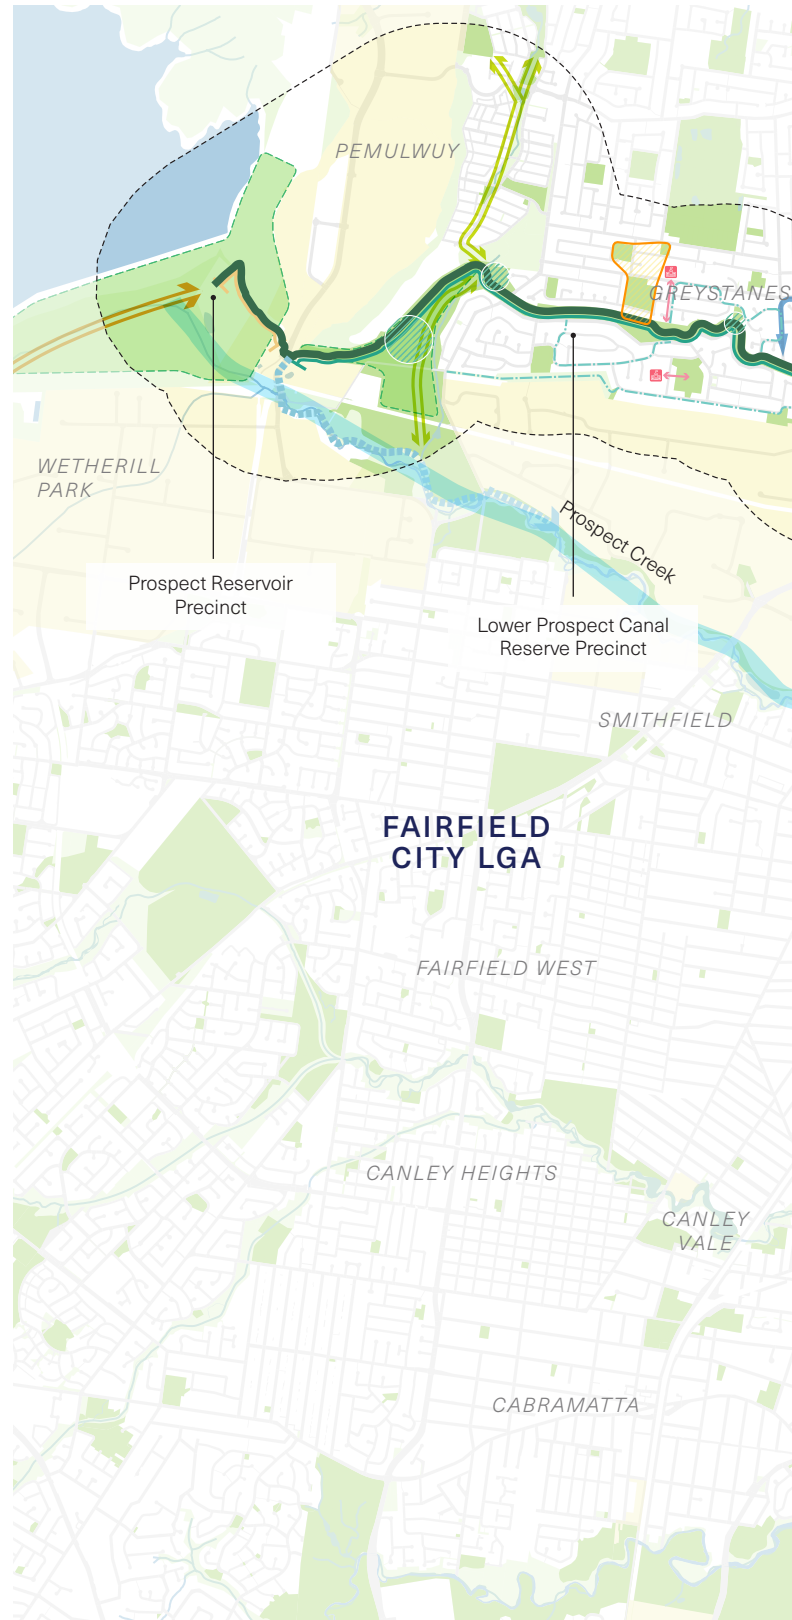 PEMULWUY
GREYSTANES
WETHERILL
PARK
Prospect Creek
Prospect Reservoir
Precinct
Lower Prospect Canal
Reserve Precinct
SMITHFIELD
FAIRFIELD
CITY LGA
FAIRFIELD WEST
CANLEY HEIGHTS
CANLEY
VALE
CABRAMATTA